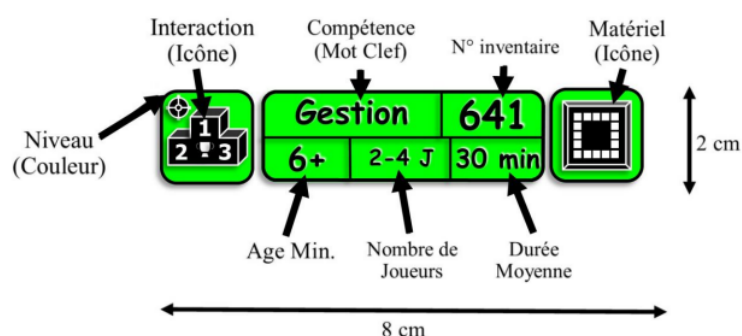 Interaction
(Icône)
Compétence
(Mot Clef)
N° inventaire
Matériel
(Icône)
Niveau
(Couleur)
1
2 3
Gestion 641
6+ 2-4 J 30 min
2 cm
Age Min.
Nombre de
Joueurs
Durée
Moyenne
8 cm